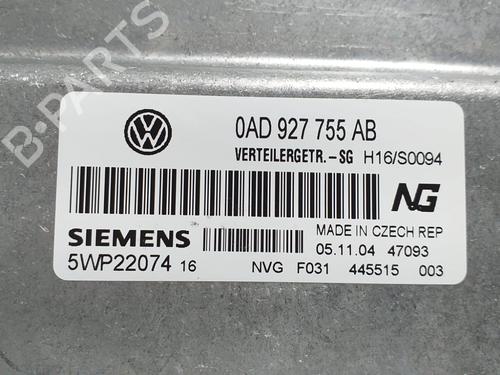 B-PARTS
0AD 927 755 AB
VERTEILERGETR.-SG H16/S0094
NG
SIEMENS
MADE IN CZECH REP
05.11.04 47093
5WP22074 16
NVG F031 445515 003